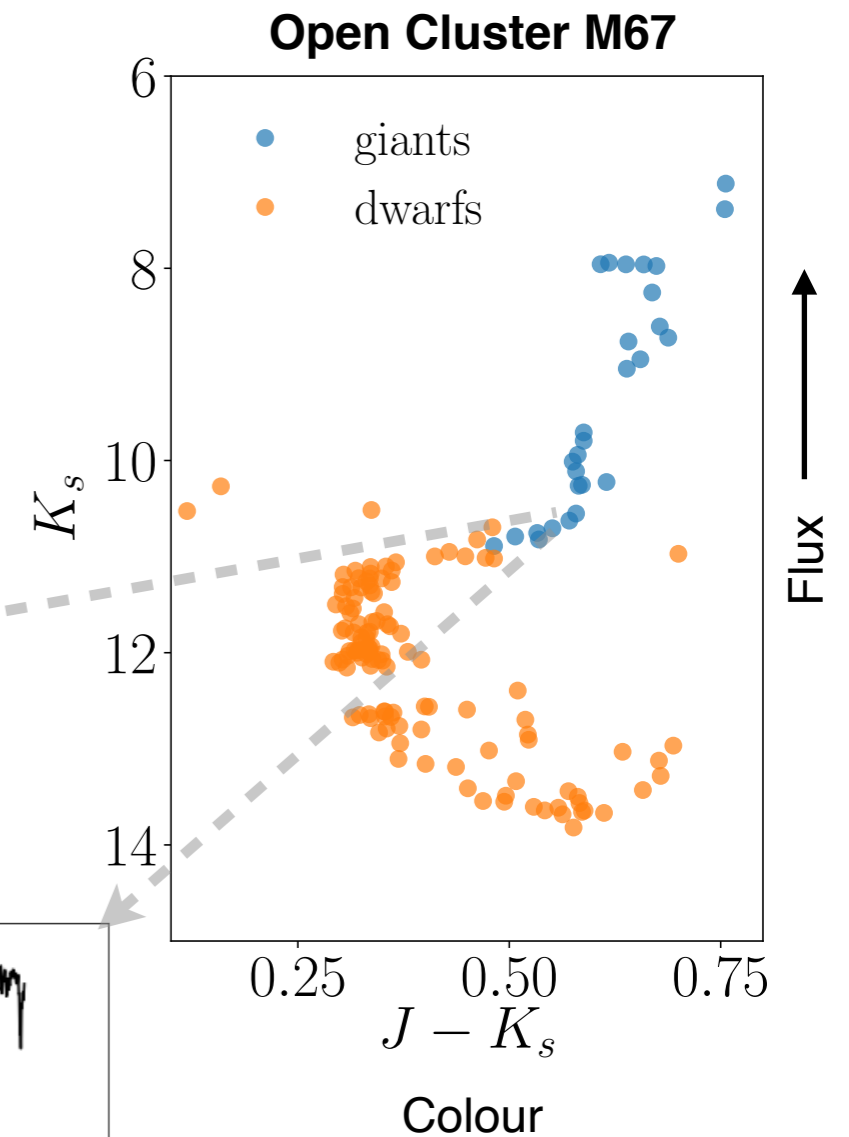 Open Cluster M67
6
giants
dwarfs
8
10
12
14
K_s
Flux
0.25 0.50 0.75
J − K_s
Colour